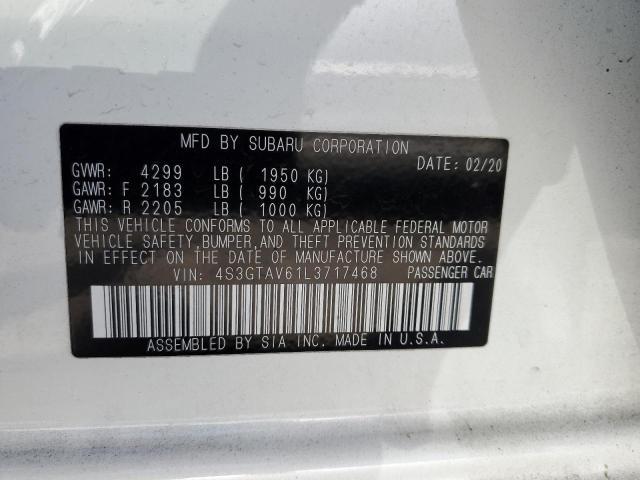 MFD BY SUBARU CORPORATION
GVWR: 4299 LB ( 1950 KG) DATE: 02/20
GAWR: F 2183 LB ( 990 KG)
GAWR: R 2205 LB ( 1000 KG)
THIS VEHICLE CONFORMS TO ALL APPLICABLE FEDERAL MOTOR
VEHICLE SAFETY, BUMPER, AND THEFT PREVENTION STANDARDS
IN EFFECT ON THE DATE OF MANUFACTURE SHOWN ABOVE.
VIN: 4S3GTAV61L3717468 PASSENGER CAR
ASSEMBLED BY SIA INC. MADE IN U.S.A.